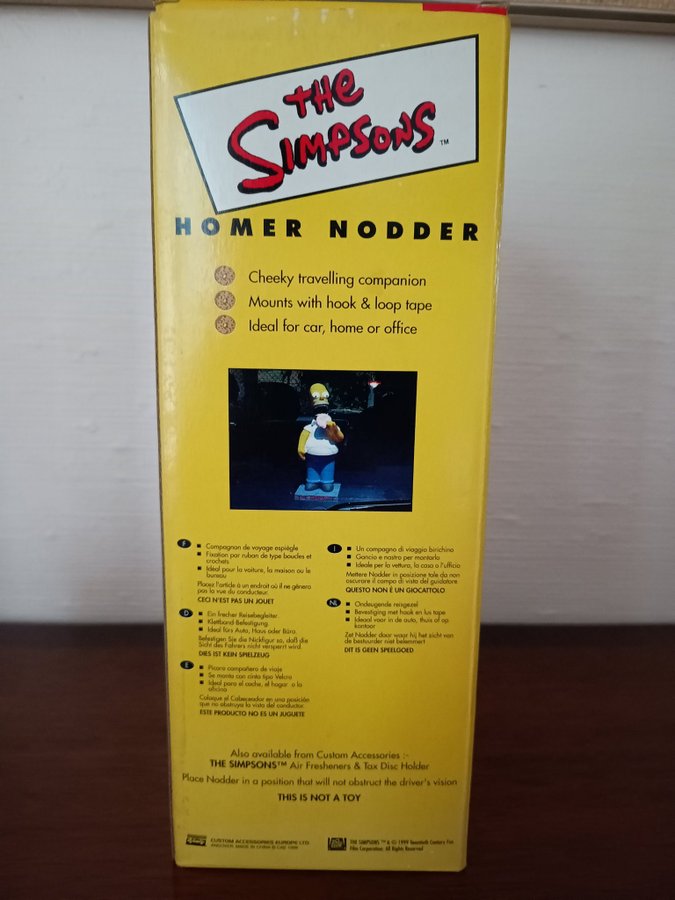 THE
SIMPSONS™
HOMER NODDER
Cheeky travelling companion
Mounts with hook & loop tape
Ideal for car, home or office
F
Compagnon de voyage espiègle
Fixation par ruban de type boucles et
crochets
Idéal pour la voiture, la maison ou le
bureau
Placez l'article à un endroit où il ne gênera
pas la vue du conducteur.
CECI N'EST PAS UN JOUET
D
Ein frecher Reisebegleiter
Klettband-Befestigung
Ideal fürs Auto, Haus oder Büro.
Befestigen Sie die Nickfigur so, daß die
Sicht des Fahrers nicht versperrt wird.
DIES IST KEIN SPIELZEUG
E
Pícaro compañero de viaje
Se monta con cinta tipo Velcro
Ideal para el coche, el hogar o la
oficina
Coloque el Cabeceador en una posición
que no obstruya la vista del conductor.
ESTE PRODUCTO NO ES UN JUGUETE
I
Un compagno di viaggio birichino
Gancio e nastro per montarlo
Ideale per la vettura, la casa o l'ufficio
Mettere Nodder in posizione tale da non
oscurare il campo di vista del guidatore.
QUESTO NON È UN GIOCATTOLO
NL
Ondeugende reisgezel
Bevestiging met haak en lus tape
Ideaal voor in de auto, thuis of op
kantoor
Zet Nodder daar waar hij het zicht van
de bestuurder niet belemmert
DIT IS GEEN SPEELGOED
Also available from Custom Accessories :-
THE SIMPSONS™ Air Fresheners & Tax Disc Holder
Place Nodder in a position that will not obstruct the driver's vision
THIS IS NOT A TOY
CUSTOM ACCESSORIES EUROPE LTD
ANDOVER. MADE IN CHINA © CAE 1999
THE SIMPSONS ™ & © 1999 Twentieth Century Fox
Film Corporation. All Rights Reserved